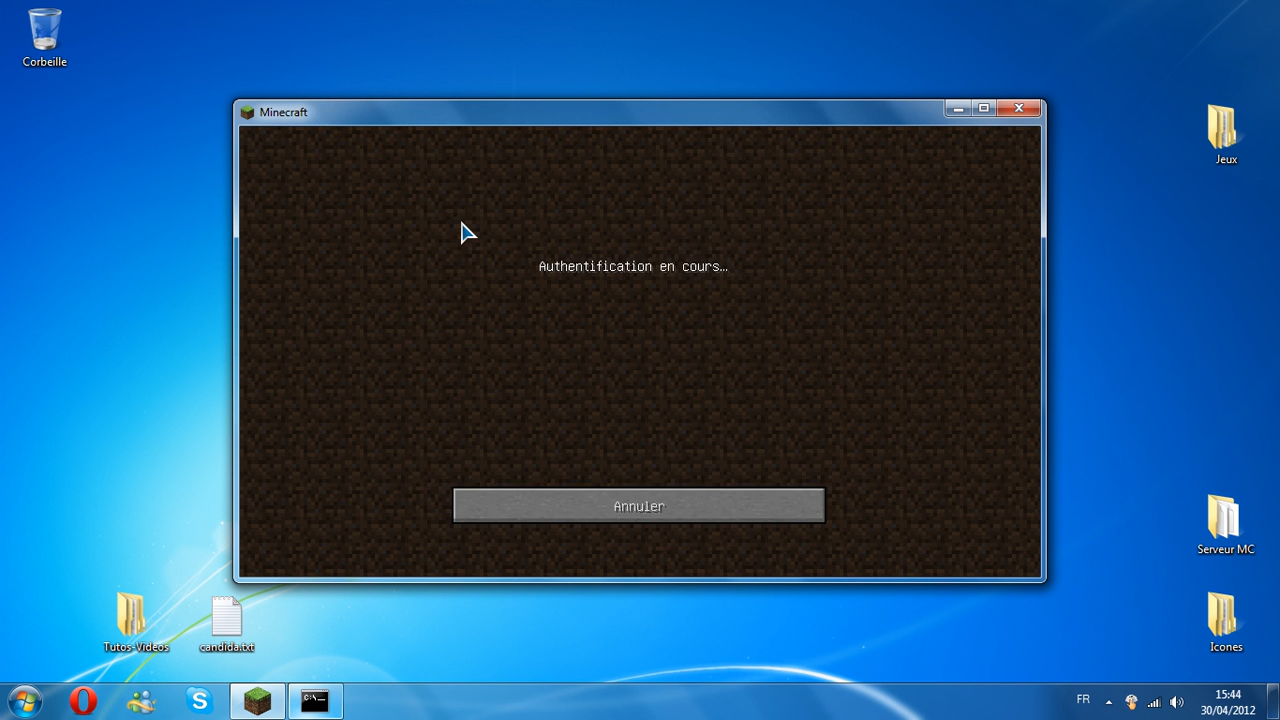 Corbeille
Minecraft
Jeux
Authentification en cours…
Annuler
Serveur MC
Tutos-Videos
candida.txt
Icones
C:\._
FR
15:44
30/04/2012